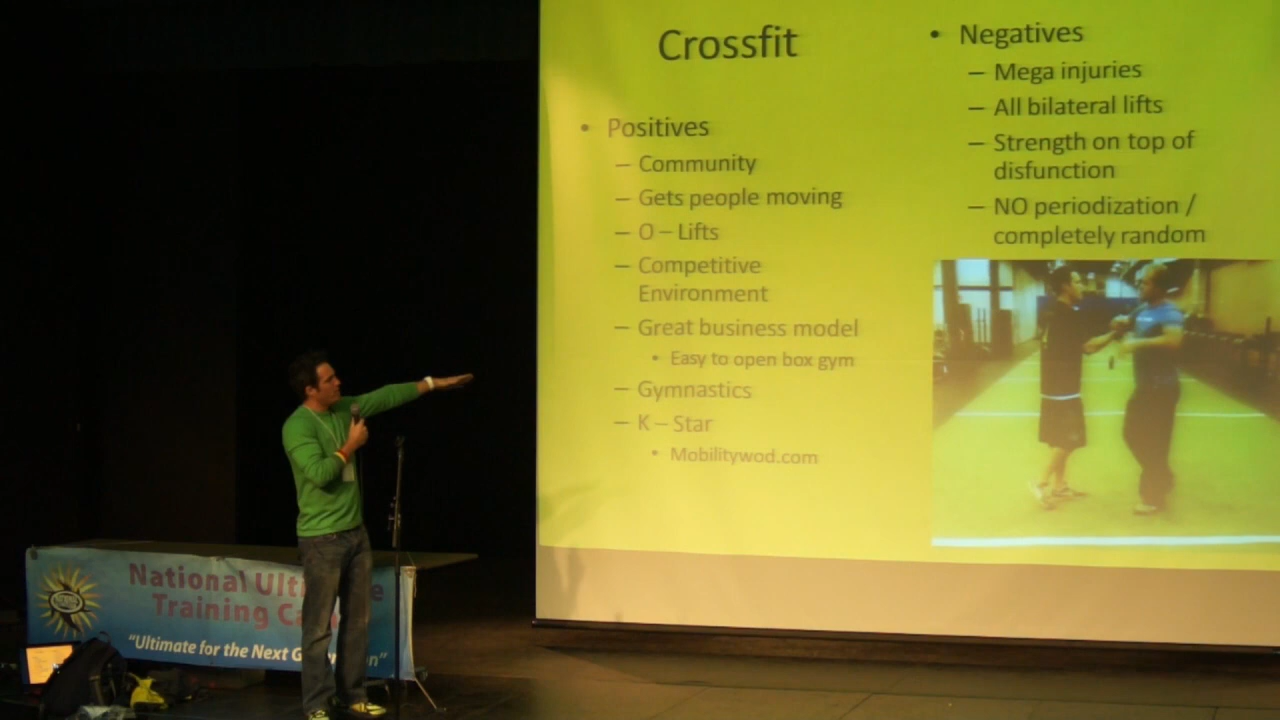 Crossfit
• Positives
– Community
– Gets people moving
– O – Lifts
– Competitive
Environment
– Great business model
• Easy to open box gym
– Gymnastics
– K – Star
• Mobilitywod.com
• Negatives
– Mega injuries
– All bilateral lifts
– Strength on top of
disfunction
– NO periodization /
completely random
National
Training
"Ultimate for the Next